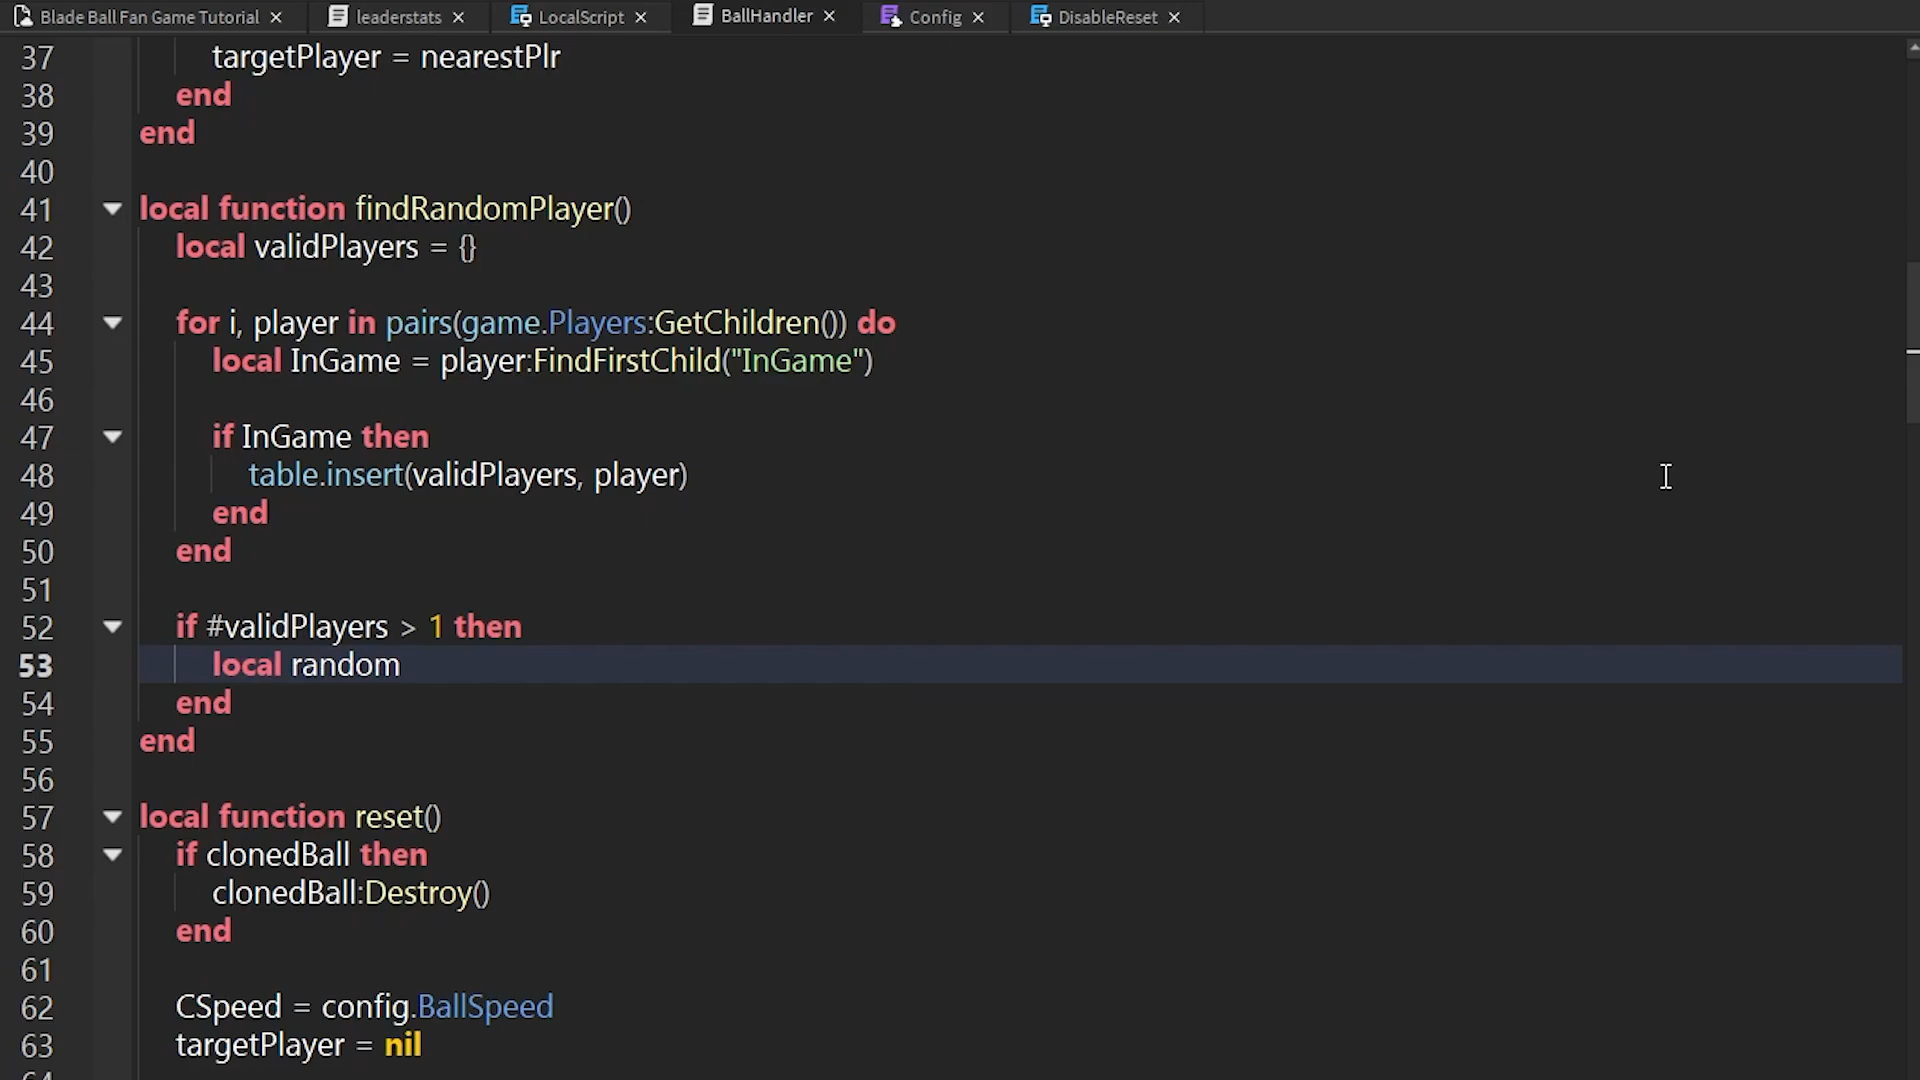 Blade Ball Fan Game Tutorial × leaderstats × LocalScript × BallHandler × Config × DisableReset ×
37 targetPlayer = nearestPlr
38 end
39 end
40
41 local function findRandomPlayer()
42 local validPlayers = {}
43
44 for i, player in pairs(game.Players:GetChildren()) do
45 local InGame = player:FindFirstChild("InGame")
46
47 if InGame then
48 table.insert(validPlayers, player)
49 end
50 end
51
52 if #validPlayers > 1 then
53 local random
54 end
55 end
56
57 local function reset()
58 if clonedBall then
59 clonedBall:Destroy()
60 end
61
62 CSpeed = config.BallSpeed
63 targetPlayer = nil
64